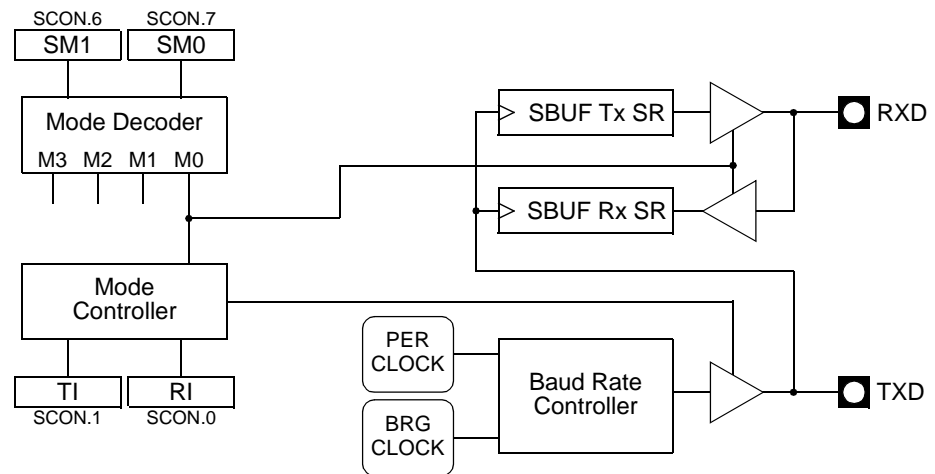 SCON.6
SCON.7
SM1
SM0
Mode Decoder
M3
M2
M1
M0
SBUF Tx SR
RXD
SBUF Rx SR
Mode
Controller
TI
RI
SCON.1
SCON.0
PER
CLOCK
BRG
CLOCK
Baud Rate
Controller
TXD